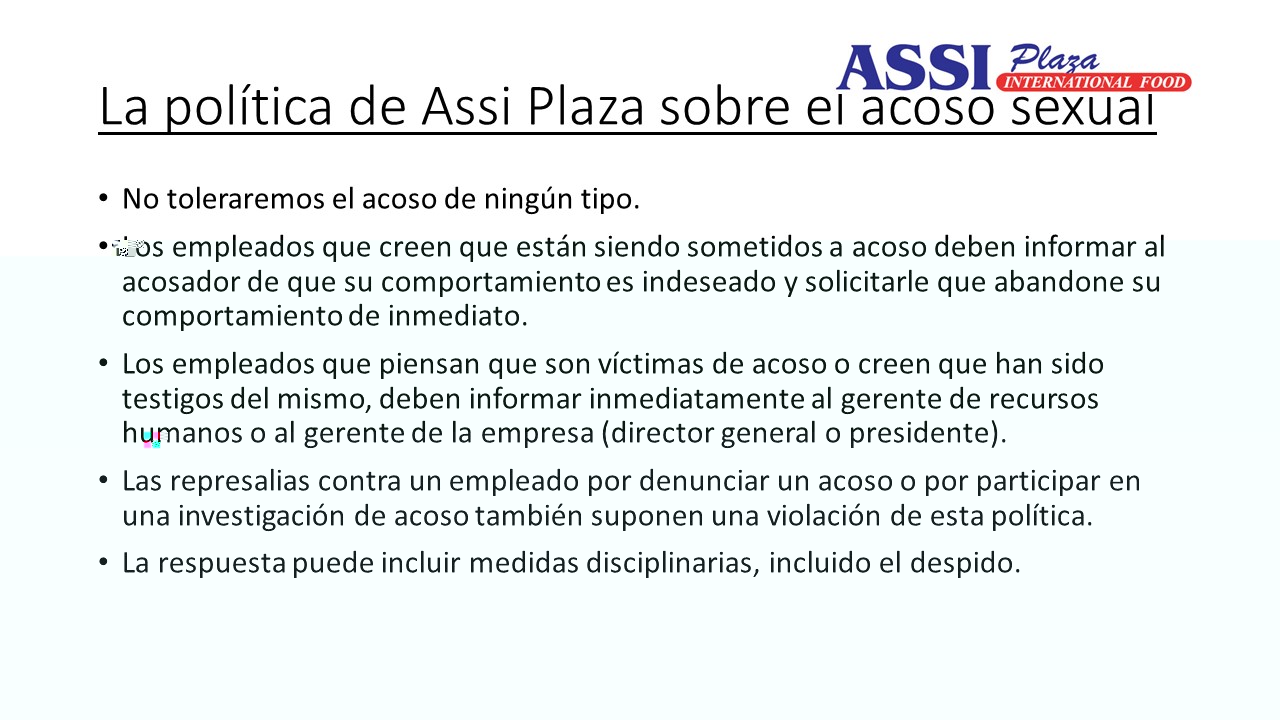 ASSI Plaza
INTERNATIONAL FOOD
La política de Assi Plaza sobre el acoso sexual
• No toleraremos el acoso de ningún tipo.
• Los empleados que creen que están siendo sometidos a acoso deben informar al
acosador de que su comportamiento es indeseado y solicitarle que abandone su
comportamiento de inmediato.
• Los empleados que piensan que son víctimas de acoso o creen que han sido
testigos del mismo, deben informar inmediatamente al gerente de recursos
humanos o al gerente de la empresa (director general o presidente).
• Las represalias contra un empleado por denunciar un acoso o por participar en
una investigación de acoso también suponen una violación de esta política.
• La respuesta puede incluir medidas disciplinarias, incluido el despido.